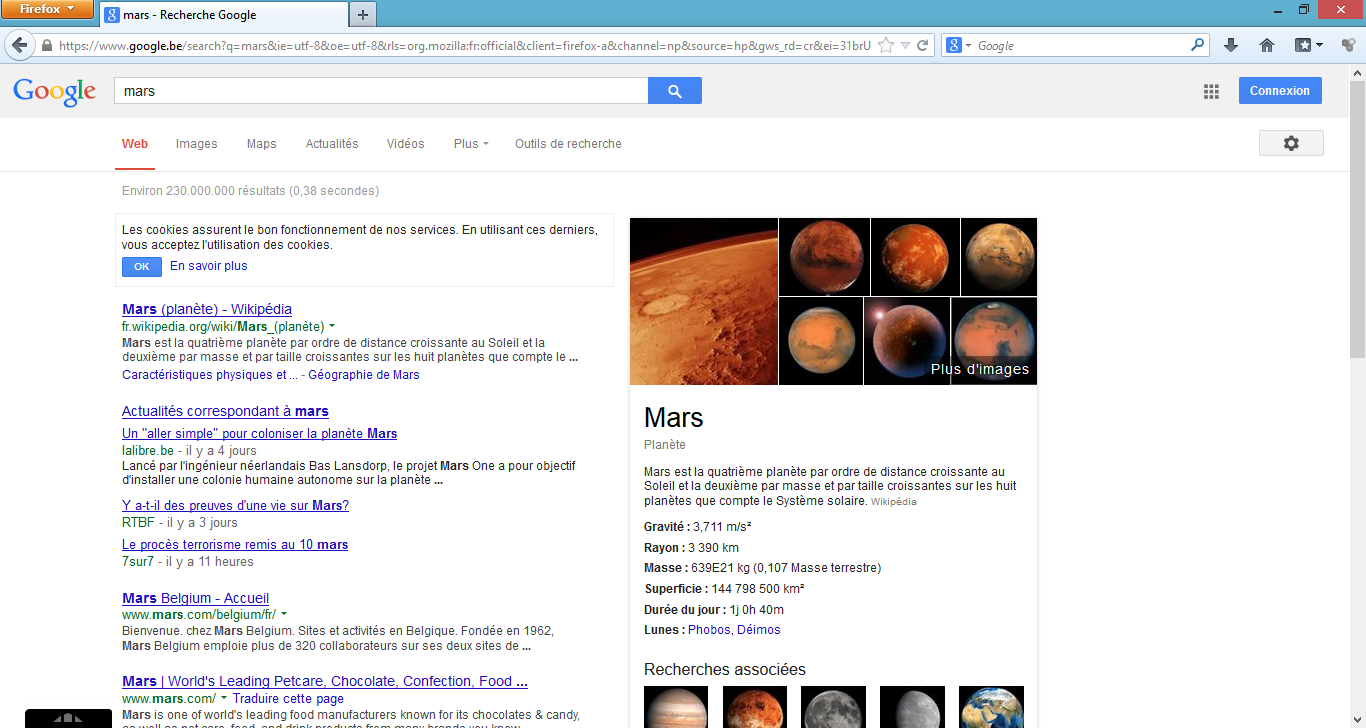 Firefox
mars - Recherche Google
https://www.google.be/search?q=mars&ie=utf-8&oe=utf-8&rls=org.mozilla:fr:official&client=firefox-a&channel=np&source=hp&gws_rd=cr&ei=31brU
Google
Google
mars
Connexion
Web Images Maps Actualités Vidéos Plus Outils de recherche
Environ 230.000.000 résultats (0,38 secondes)
Les cookies assurent le bon fonctionnement de nos services. En utilisant ces derniers,
vous acceptez l'utilisation des cookies.
OK En savoir plus
Mars (planète) - Wikipédia
fr.wikipedia.org/wiki/Mars_(planète)
Mars est la quatrième planète par ordre de distance croissante au Soleil et la
deuxième par masse et par taille croissantes sur les huit planètes que compte le ...
Caractéristiques physiques et ... - Géographie de Mars
Actualités correspondant à mars
Un "aller simple" pour coloniser la planète Mars
lalibre.be - il y a 4 jours
Lancé par l'ingénieur néerlandais Bas Lansdorp, le projet Mars One a pour objectif
d'installer une colonie humaine autonome sur la planète ...
Y a-t-il des preuves d'une vie sur Mars?
RTBF - il y a 3 jours
Le procès terrorisme remis au 10 mars
7sur7 - il y a 11 heures
Mars Belgium - Accueil
www.mars.com/belgium/fr/
Bienvenue. chez Mars Belgium. Sites et activités en Belgique. Fondée en 1962,
Mars Belgium emploie plus de 320 collaborateurs sur ses deux sites de ...
Mars | World's Leading Petcare, Chocolate, Confection, Food ...
www.mars.com/ Traduire cette page
Mars is one of world's leading food manufacturers known for its chocolates & candy,
as well as pet care, food, and drink products from many brands you know
Plus d'images
Mars
Planète
Mars est la quatrième planète par ordre de distance croissante au
Soleil et la deuxième par masse et par taille croissantes sur les huit
planètes que compte le Système solaire. Wikipédia
Gravité : 3,711 m/s²
Rayon : 3 390 km
Masse : 639E21 kg (0,107 Masse terrestre)
Superficie : 144 798 500 km²
Durée du jour : 1j 0h 40m
Lunes : Phobos, Déimos
Recherches associées